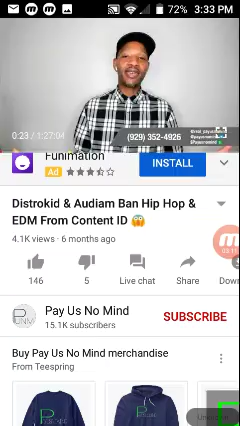 72% 3:33 PM
0:23 / 1:27:04
(929) 352-4926
Funimation
Ad
INSTALL
Distrokid & Audiam Ban Hip Hop &
EDM From Content ID 😱
4.1K views · 6 months ago
146
5
Live chat
Share
Down
Pay Us No Mind
15.1K subscribers
SUBSCRIBE
Buy Pay Us No Mind merchandise
From Teespring